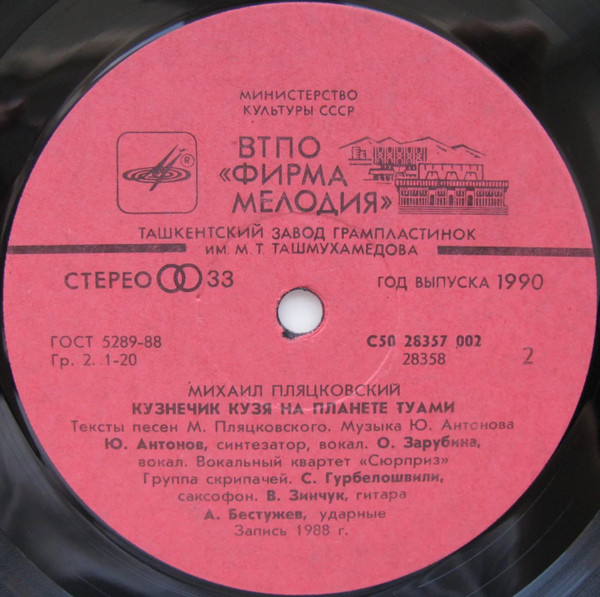 МИНИСТЕРСТВО
КУЛЬТУРЫ СССР
®
ВТПО
«ФИРМА
МЕЛОДИЯ»
ТАШКЕНТСКИЙ ЗАВОД ГРАМПЛАСТИНОК
ИМ. М. Т. ТАШМУХАМЕДОВА
СТЕРЕО 33
ГОД ВЫПУСКА 1990
ГОСТ 5289-88
Гр. 2. 1-20
С50 28357 002
28358
2
МИХАИЛ ПЛЯЦКОВСКИЙ
КУЗНЕЧИК КУЗЯ НА ПЛАНЕТЕ ТУАМИ
Тексты песен М. Пляцковского. Музыка Ю. Антонова
Ю. Антонов, синтезатор, вокал. О. Зарубина,
вокал. Вокальный квартет «Сюрприз»
Группа скрипачей. С. Гурбелошвили,
саксофон. В. Зинчук, гитара
А. Бестужев, ударные
Запись 1988 г.